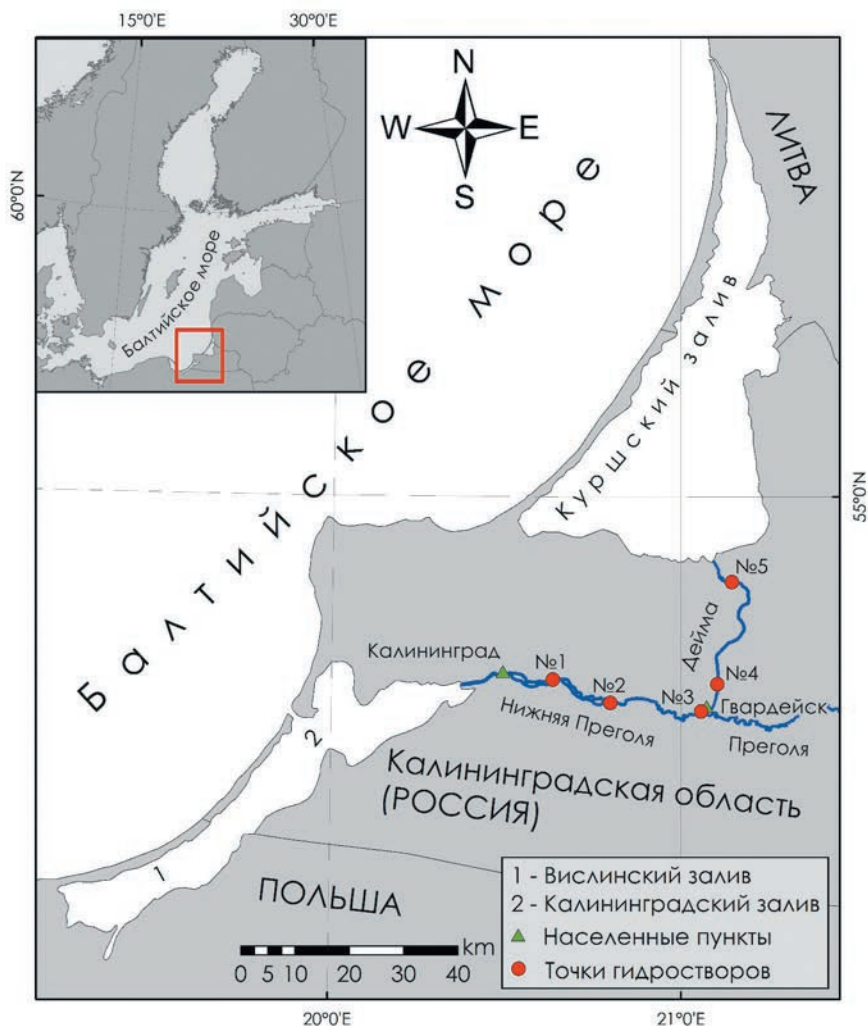 15°0'E
30°0'E
60°0'N
Балтийское море
N
W
E
S
ЛИТВА
Балтийское море
Куршский залив
55°0'N
№5
Дейма
№4
Калининград
№1
№2
№3
Гвардейск
Нижняя Преголя
Преголя
2
Калининградская область
(РОССИЯ)
1
ПОЛЬША
1 - Вислинский залив
2 - Калининградский залив
Населенные пункты
Точки гидростворов
км
0 5 10 20 30 40
20°0'E
21°0'E